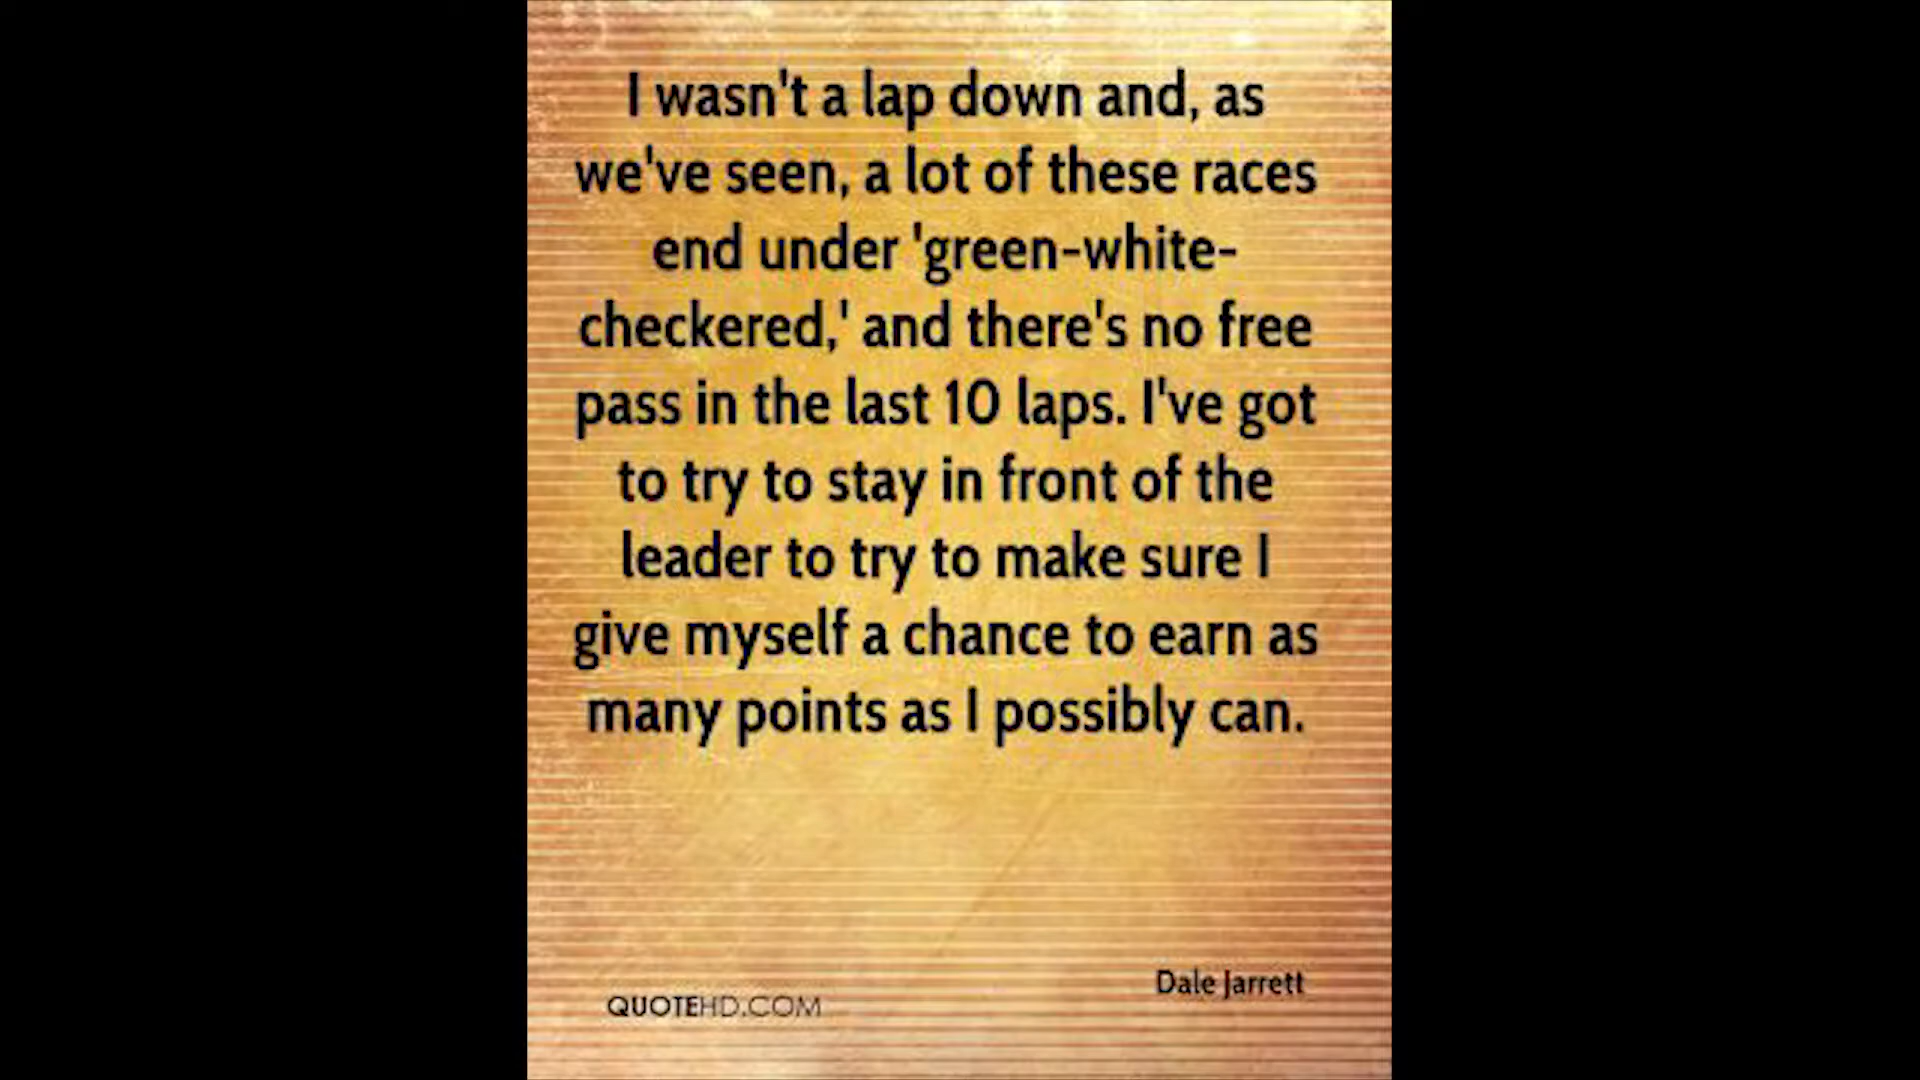 I wasn't a lap down and, as
we've seen, a lot of these races
end under 'green-white-
checkered,' and there's no free
pass in the last 10 laps. I've got
to try to stay in front of the
leader to try to make sure I
give myself a chance to earn as
many points as I possibly can.
Dale Jarrett
QUOTEHD.COM